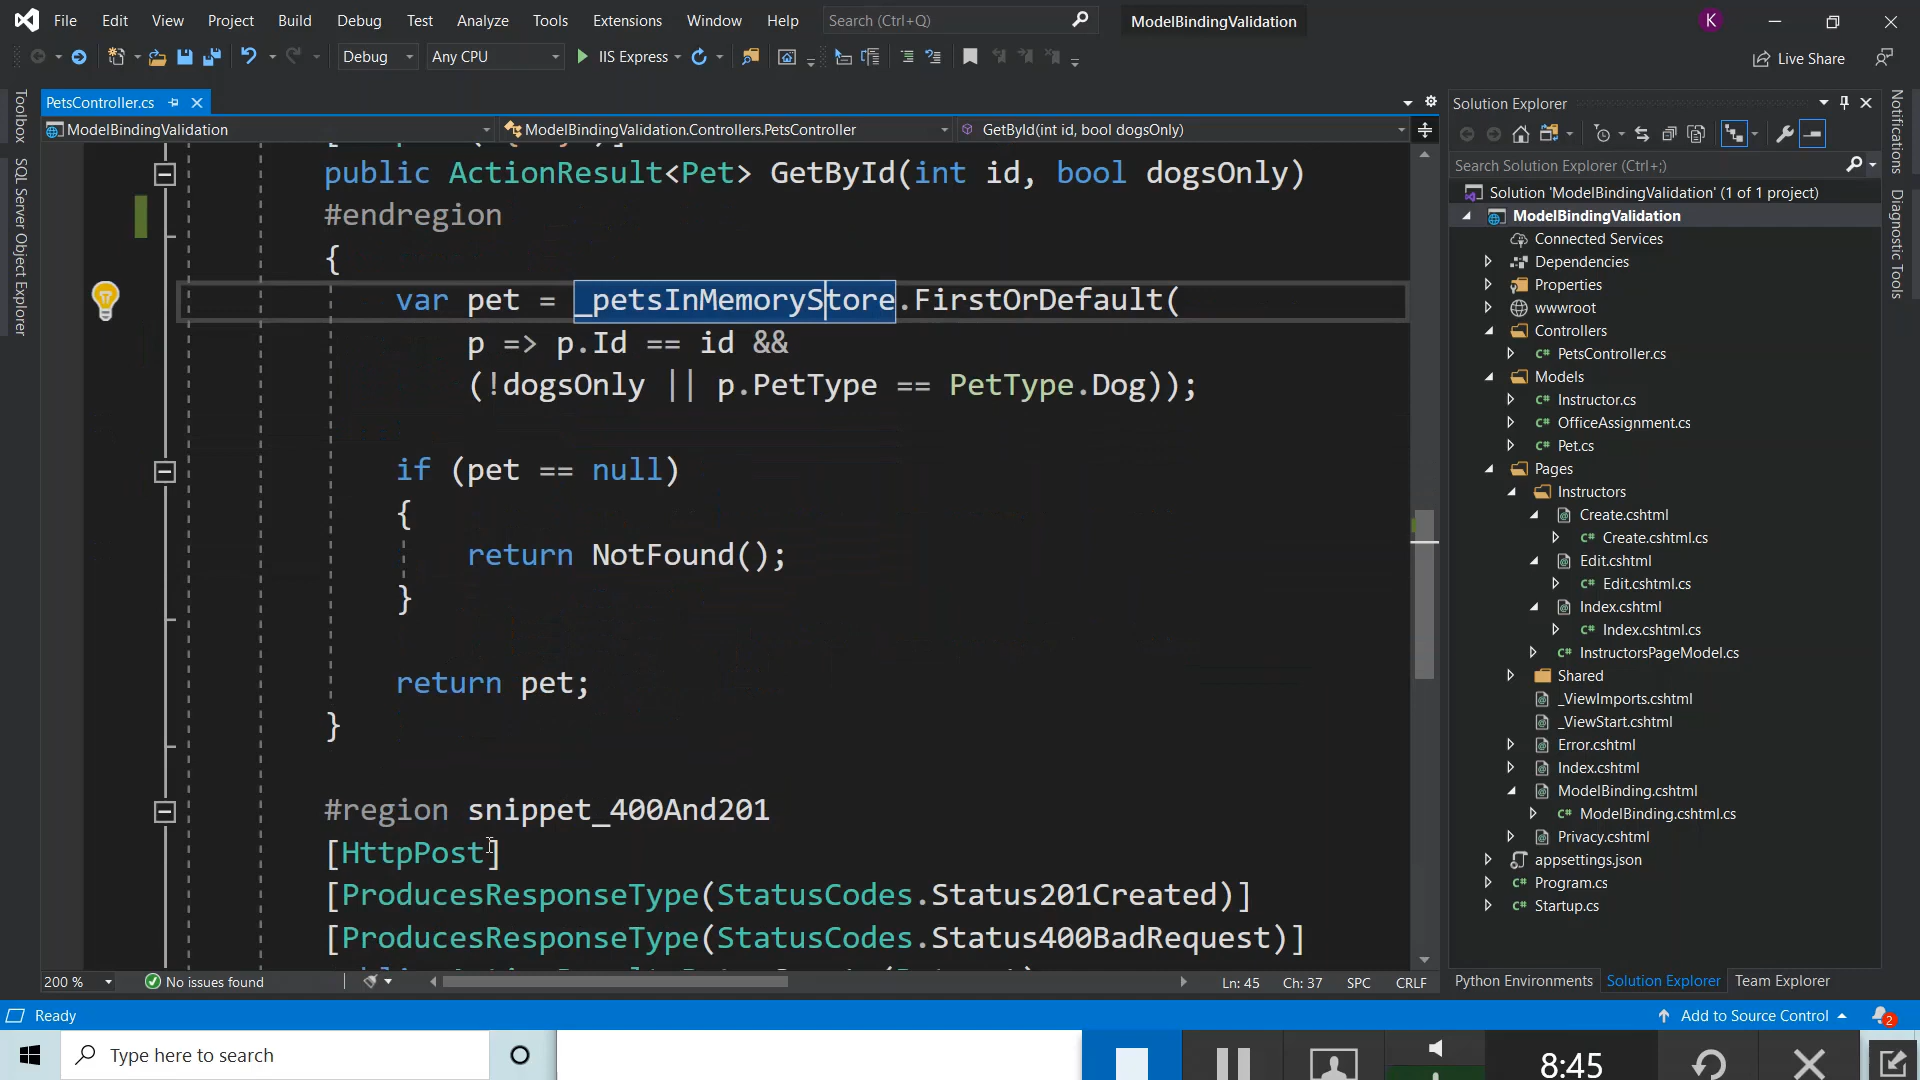 File Edit View Project Build Debug Test Analyze Tools Extensions Window Help Search (Ctrl+Q) ModelBindingValidation K
Debug Any CPU IIS Express Live Share
PetsController.cs
ModelBindingValidation ModelBindingValidation.Controllers.PetsController GetById(int id, bool dogsOnly)
public ActionResult<Pet> GetById(int id, bool dogsOnly)
#endregion
{
var pet = _petsInMemoryStore.FirstOrDefault(
p => p.Id == id &&
(!dogsOnly || p.PetType == PetType.Dog));
if (pet == null)
{
return NotFound();
}
return pet;
}
#region snippet_400And201
[HttpPost]
[ProducesResponseType(StatusCodes.Status201Created)]
[ProducesResponseType(StatusCodes.Status400BadRequest)]
200 % No issues found Ln: 45 Ch: 37 SPC CRLF
Toolbox
SQL Server Object Explorer
Solution Explorer
Search Solution Explorer (Ctrl+;)
Solution 'ModelBindingValidation' (1 of 1 project)
ModelBindingValidation
Connected Services
Dependencies
Properties
wwwroot
Controllers
C# PetsController.cs
Models
C# Instructor.cs
C# OfficeAssignment.cs
C# Pet.cs
Pages
Instructors
Create.cshtml
C# Create.cshtml.cs
Edit.cshtml
C# Edit.cshtml.cs
Index.cshtml
C# Index.cshtml.cs
C# InstructorsPageModel.cs
Shared
_ViewImports.cshtml
_ViewStart.cshtml
Error.cshtml
Index.cshtml
ModelBinding.cshtml
C# ModelBinding.cshtml.cs
Privacy.cshtml
appsettings.json
C# Program.cs
C# Startup.cs
Python Environments Solution Explorer Team Explorer
Notifications
Diagnostic Tools
Ready Add to Source Control 2
Type here to search 8:45